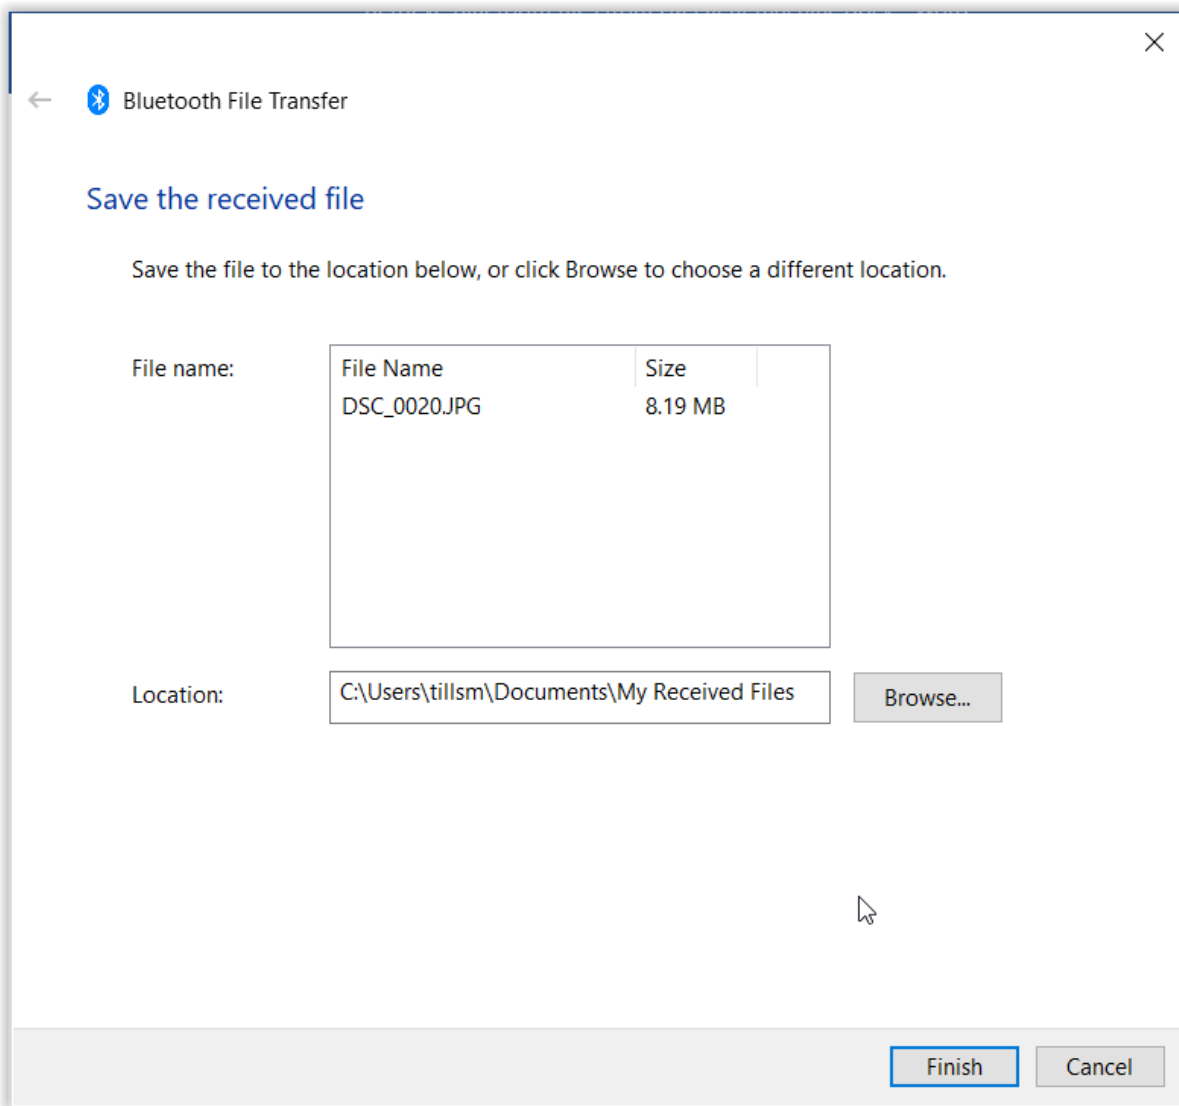 Bluetooth File Transfer
Save the received file
Save the file to the location below, or click Browse to choose a different location.
File name:
File Name Size
DSC_0020.JPG 8.19 MB
Location: C:\Users\tillsm\Documents\My Received Files Browse...
Finish Cancel